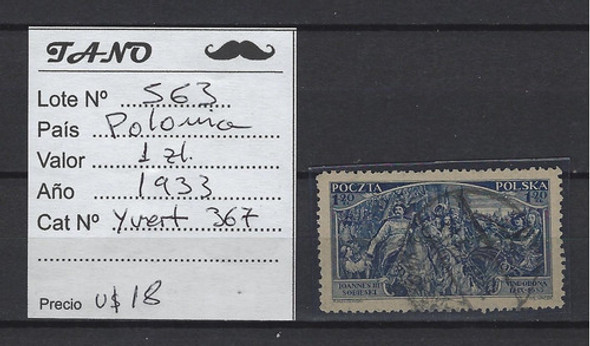 TANO
Lote Nº 563
País Polonia
Valor 1 zl.
Año 1933
Cat Nº Yvert 367
Precio U$ 18
POCZTA POLSKA
1.20 1.20
JOANNES III
SOBIESKI
VINDOBONA